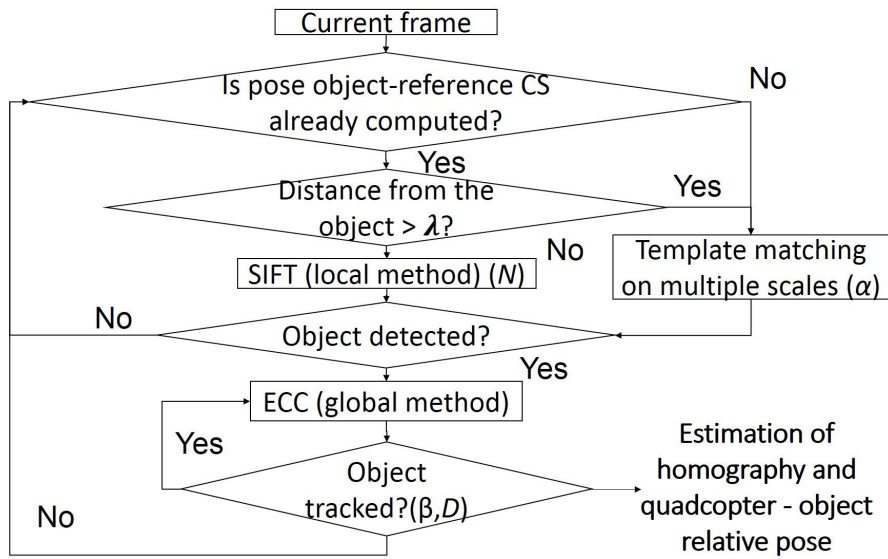 Current frame
Is pose object-reference CS
already computed?
No
Yes
Distance from the
object > λ?
Yes
No
SIFT (local method) (N)
Template matching
on multiple scales (α)
No
Object detected?
Yes
ECC (global method)
Yes
Object
tracked?(β,D)
No
Estimation of
homography and
quadcopter - object
relative pose